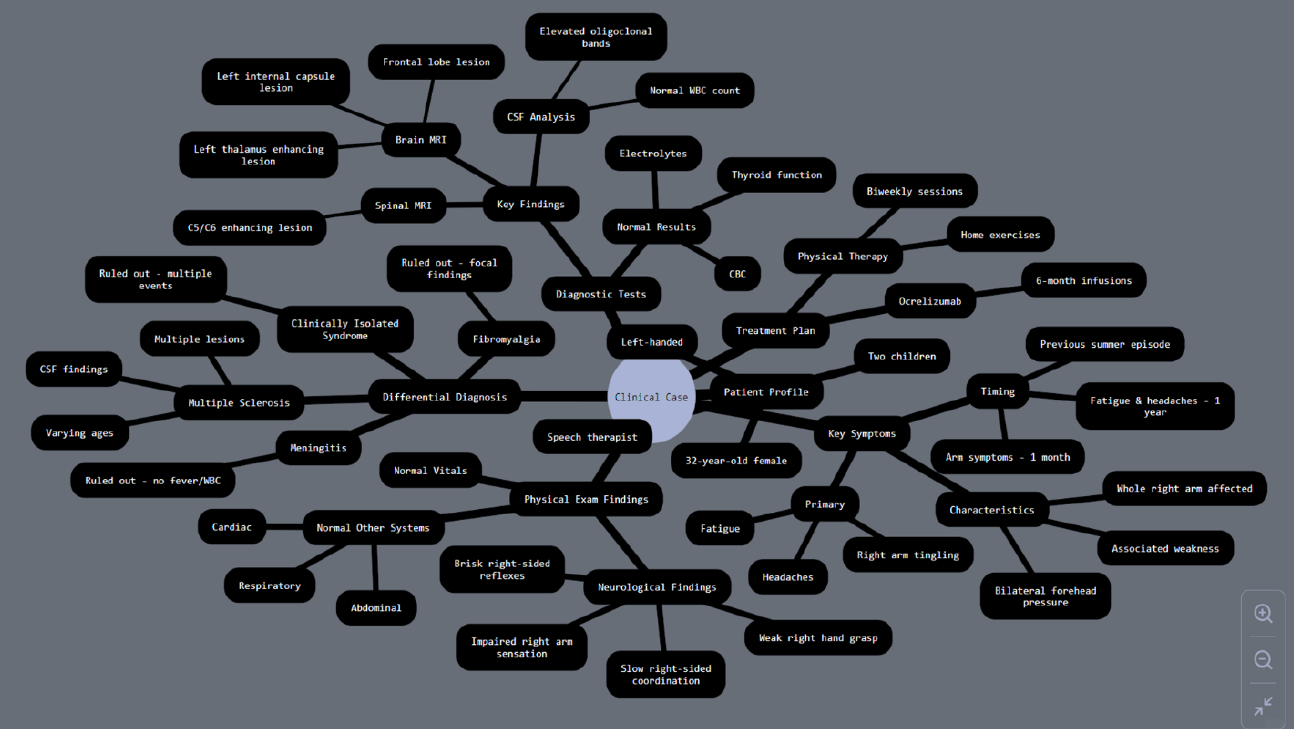 Elevated oligoclonal
bands
Frontal lobe lesion
Left internal capsule
lesion
Normal WBC count
CSF Analysis
Brain MRI
Electrolytes
Left thalamus enhancing
lesion
Thyroid function
Biweekly sessions
Spinal MRI
Key Findings
C5/C6 enhancing lesion
Normal Results
Home exercises
Physical Therapy
Ruled out - focal
findings
Ruled out - multiple
events
CBC
6-month infusions
Diagnostic Tests
Ocrelizumab
Clinically Isolated
Syndrome
Treatment Plan
Multiple lesions
Fibromyalgia
Left-handed
Previous summer episode
Two children
CSF findings
Timing
Patient Profile
Differential Diagnosis
Clinical Case
Multiple Sclerosis
Fatigue & headaches - 1
year
Varying ages
Key Symptoms
Speech therapist
Meningitis
Arm symptoms - 1 month
32-year-old female
Normal Vitals
Ruled out - no fever/WBC
Whole right arm affected
Physical Exam Findings
Primary
Characteristics
Cardiac
Normal Other Systems
Fatigue
Associated weakness
Right arm tingling
Brisk right-sided
reflexes
Headaches
Respiratory
Neurological Findings
Bilateral forehead
pressure
Abdominal
Weak right hand grasp
Impaired right arm
sensation
Slow right-sided
coordination